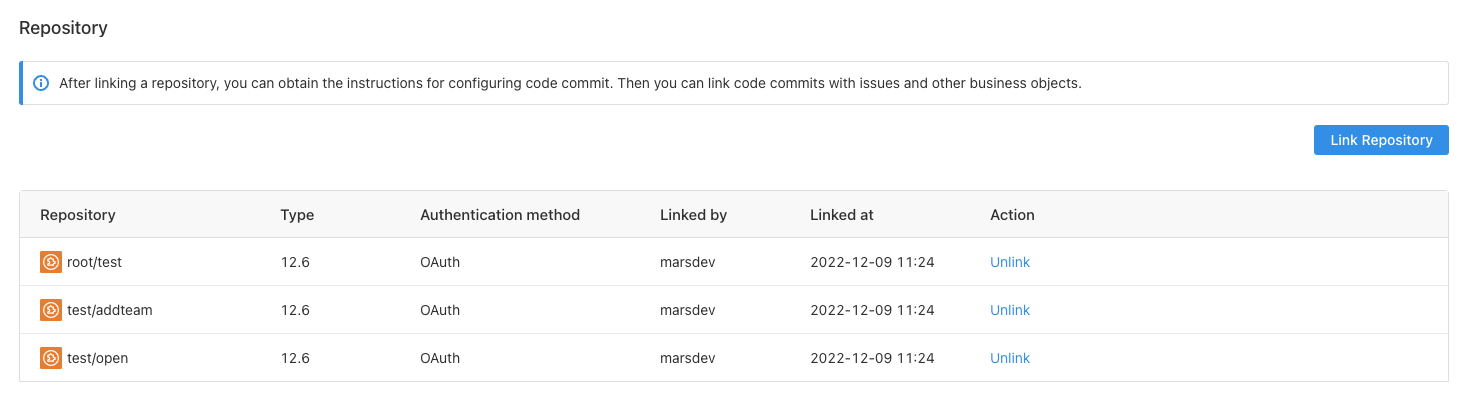 Repository
After linking a repository, you can obtain the instructions for configuring code commit. Then you can link code commits with issues and other business objects.
Link Repository
Repository Type Authentication method Linked by Linked at Action
root/test 12.6 OAuth marsdev 2022-12-09 11:24 Unlink
test/addteam 12.6 OAuth marsdev 2022-12-09 11:24 Unlink
test/open 12.6 OAuth marsdev 2022-12-09 11:24 Unlink